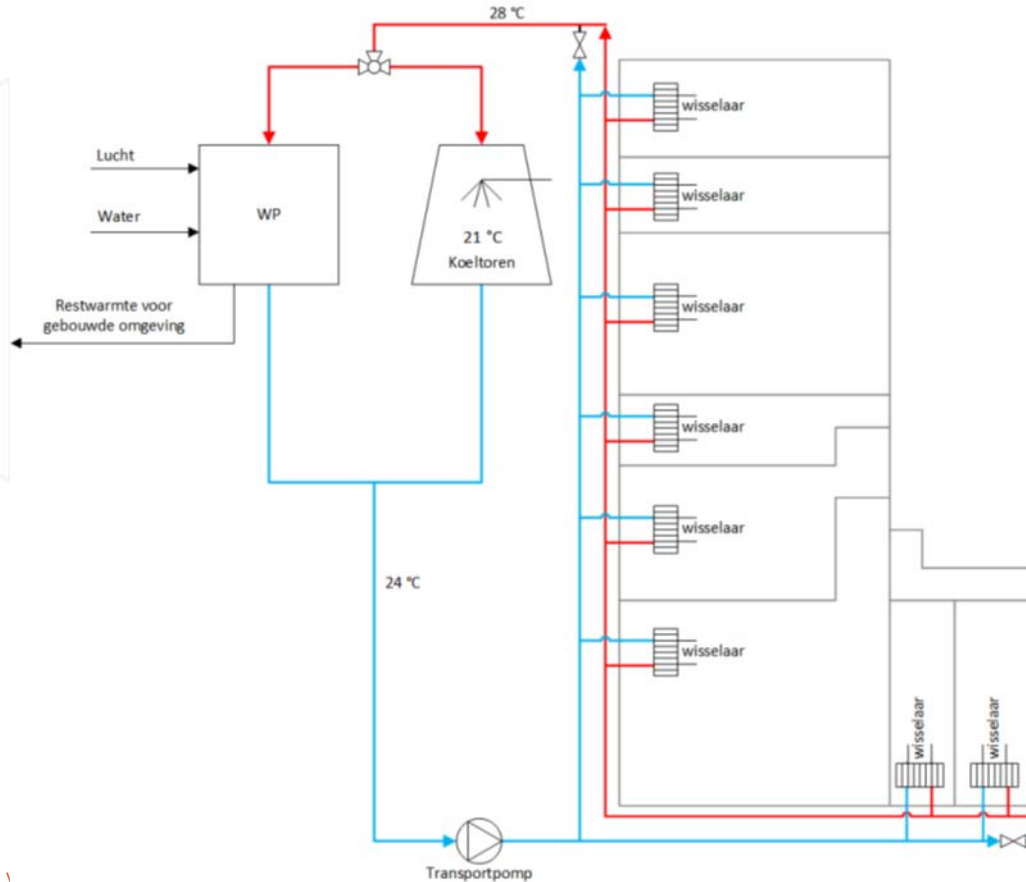 28 °C
wisselaar
Lucht
WP
Water
21 °C
Koeltoren
wisselaar
Restwarmte voor
gebouwde omgeving
wisselaar
wisselaar
wisselaar
24 °C
wisselaar
wisselaar
wisselaar
Transportpomp